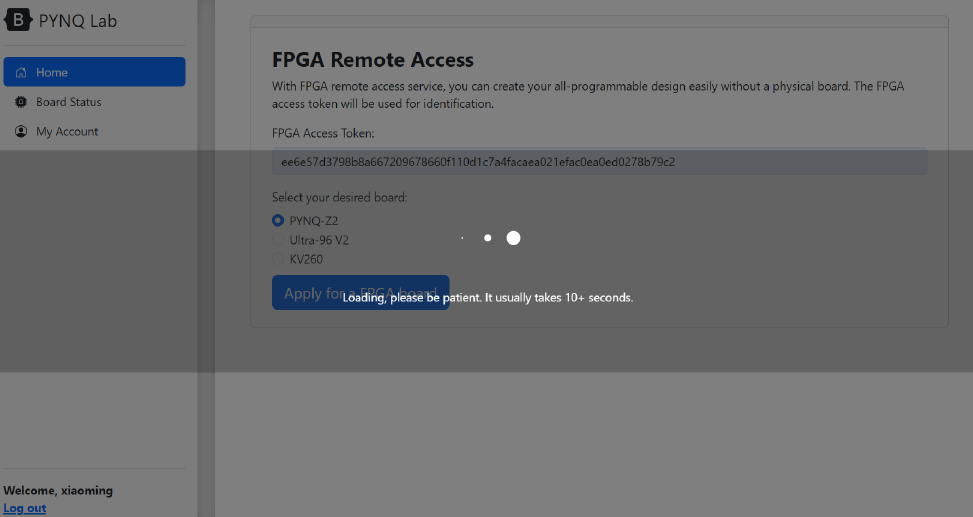 B PYNQ Lab
Home
Board Status
My Account
FPGA Remote Access
With FPGA remote access service, you can create your all-programmable design easily without a physical board. The FPGA
access token will be used for identification.
FPGA Access Token:
ee6e57d3798b8a667209678660f110d1c7a4facaea021efac0ea0ed0278b79c2
Select your desired board:
PYNQ-Z2
Ultra-96 V2
KV260
Apply for a FPGA board
Loading, please be patient. It usually takes 10+ seconds.
Welcome, xiaoming
Log out